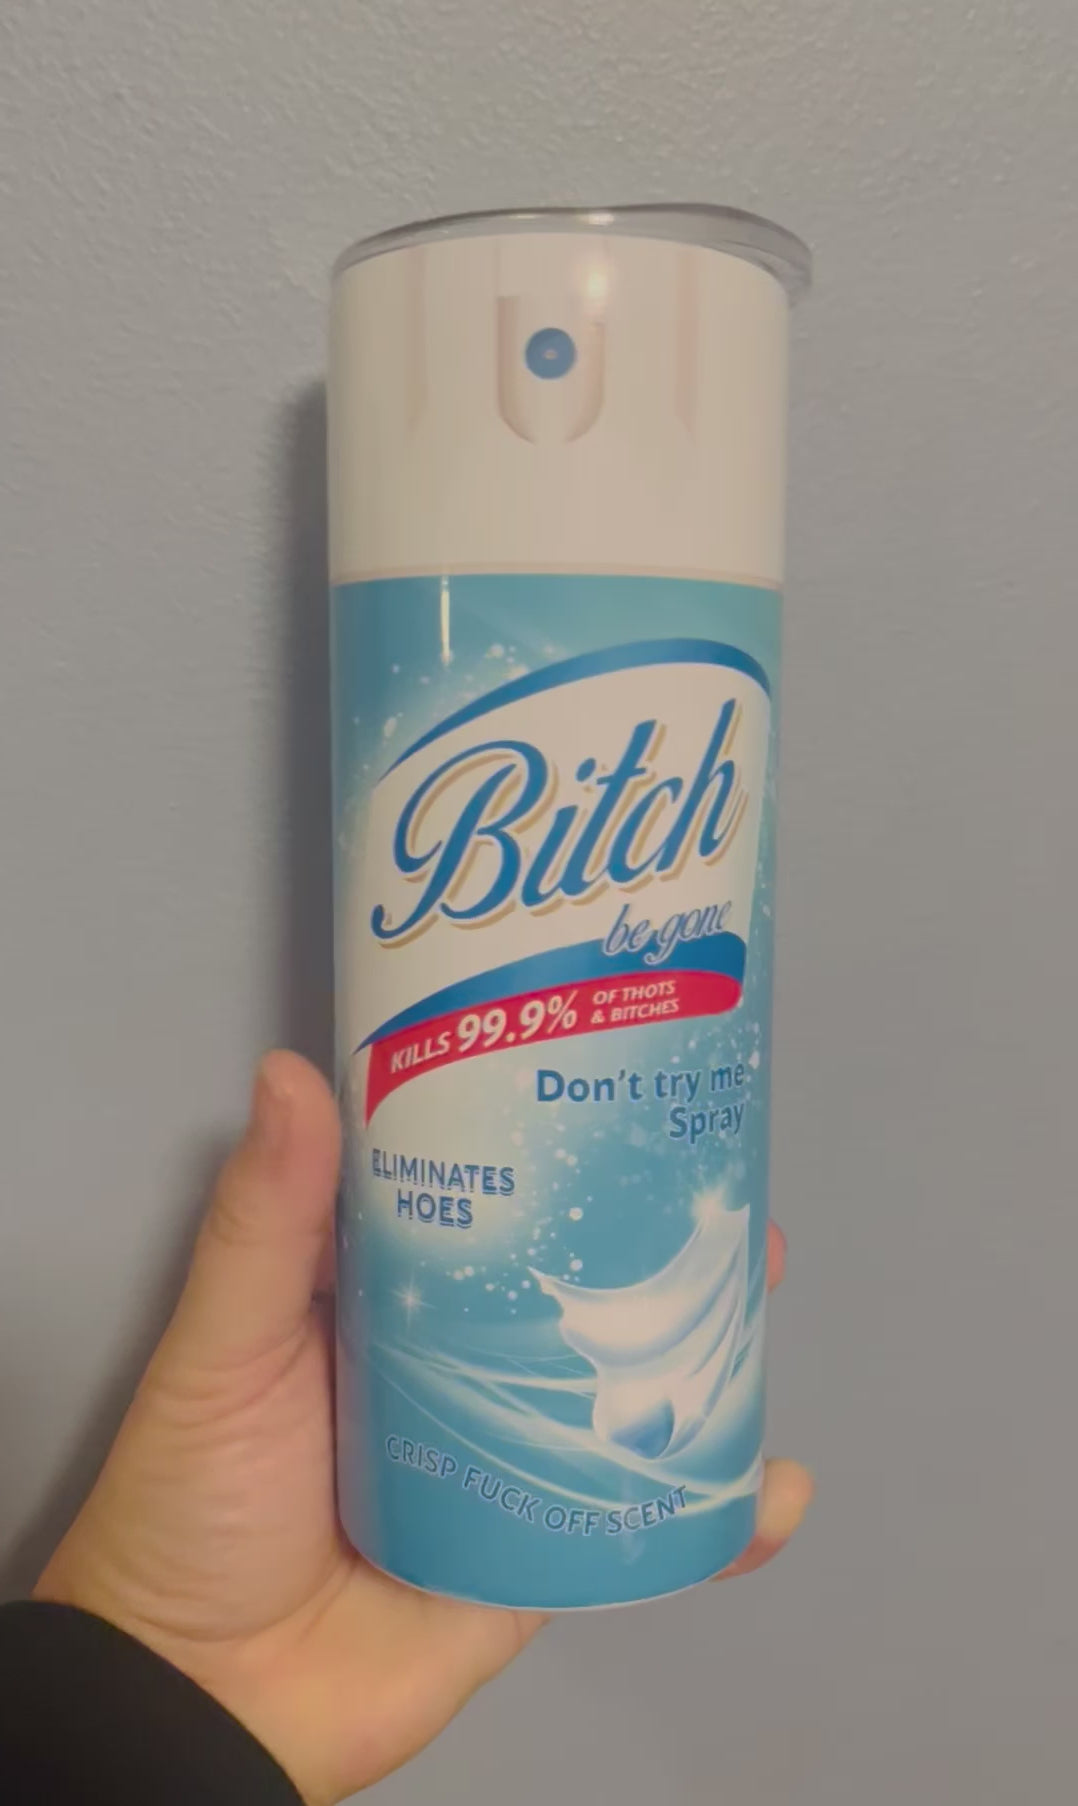 Bitch
be gone
KILLS 99.9% OF THOTS
& BITCHES
Don't try me
Spray
ELIMINATES
HOES
CRISP FUCK OFF SCENT